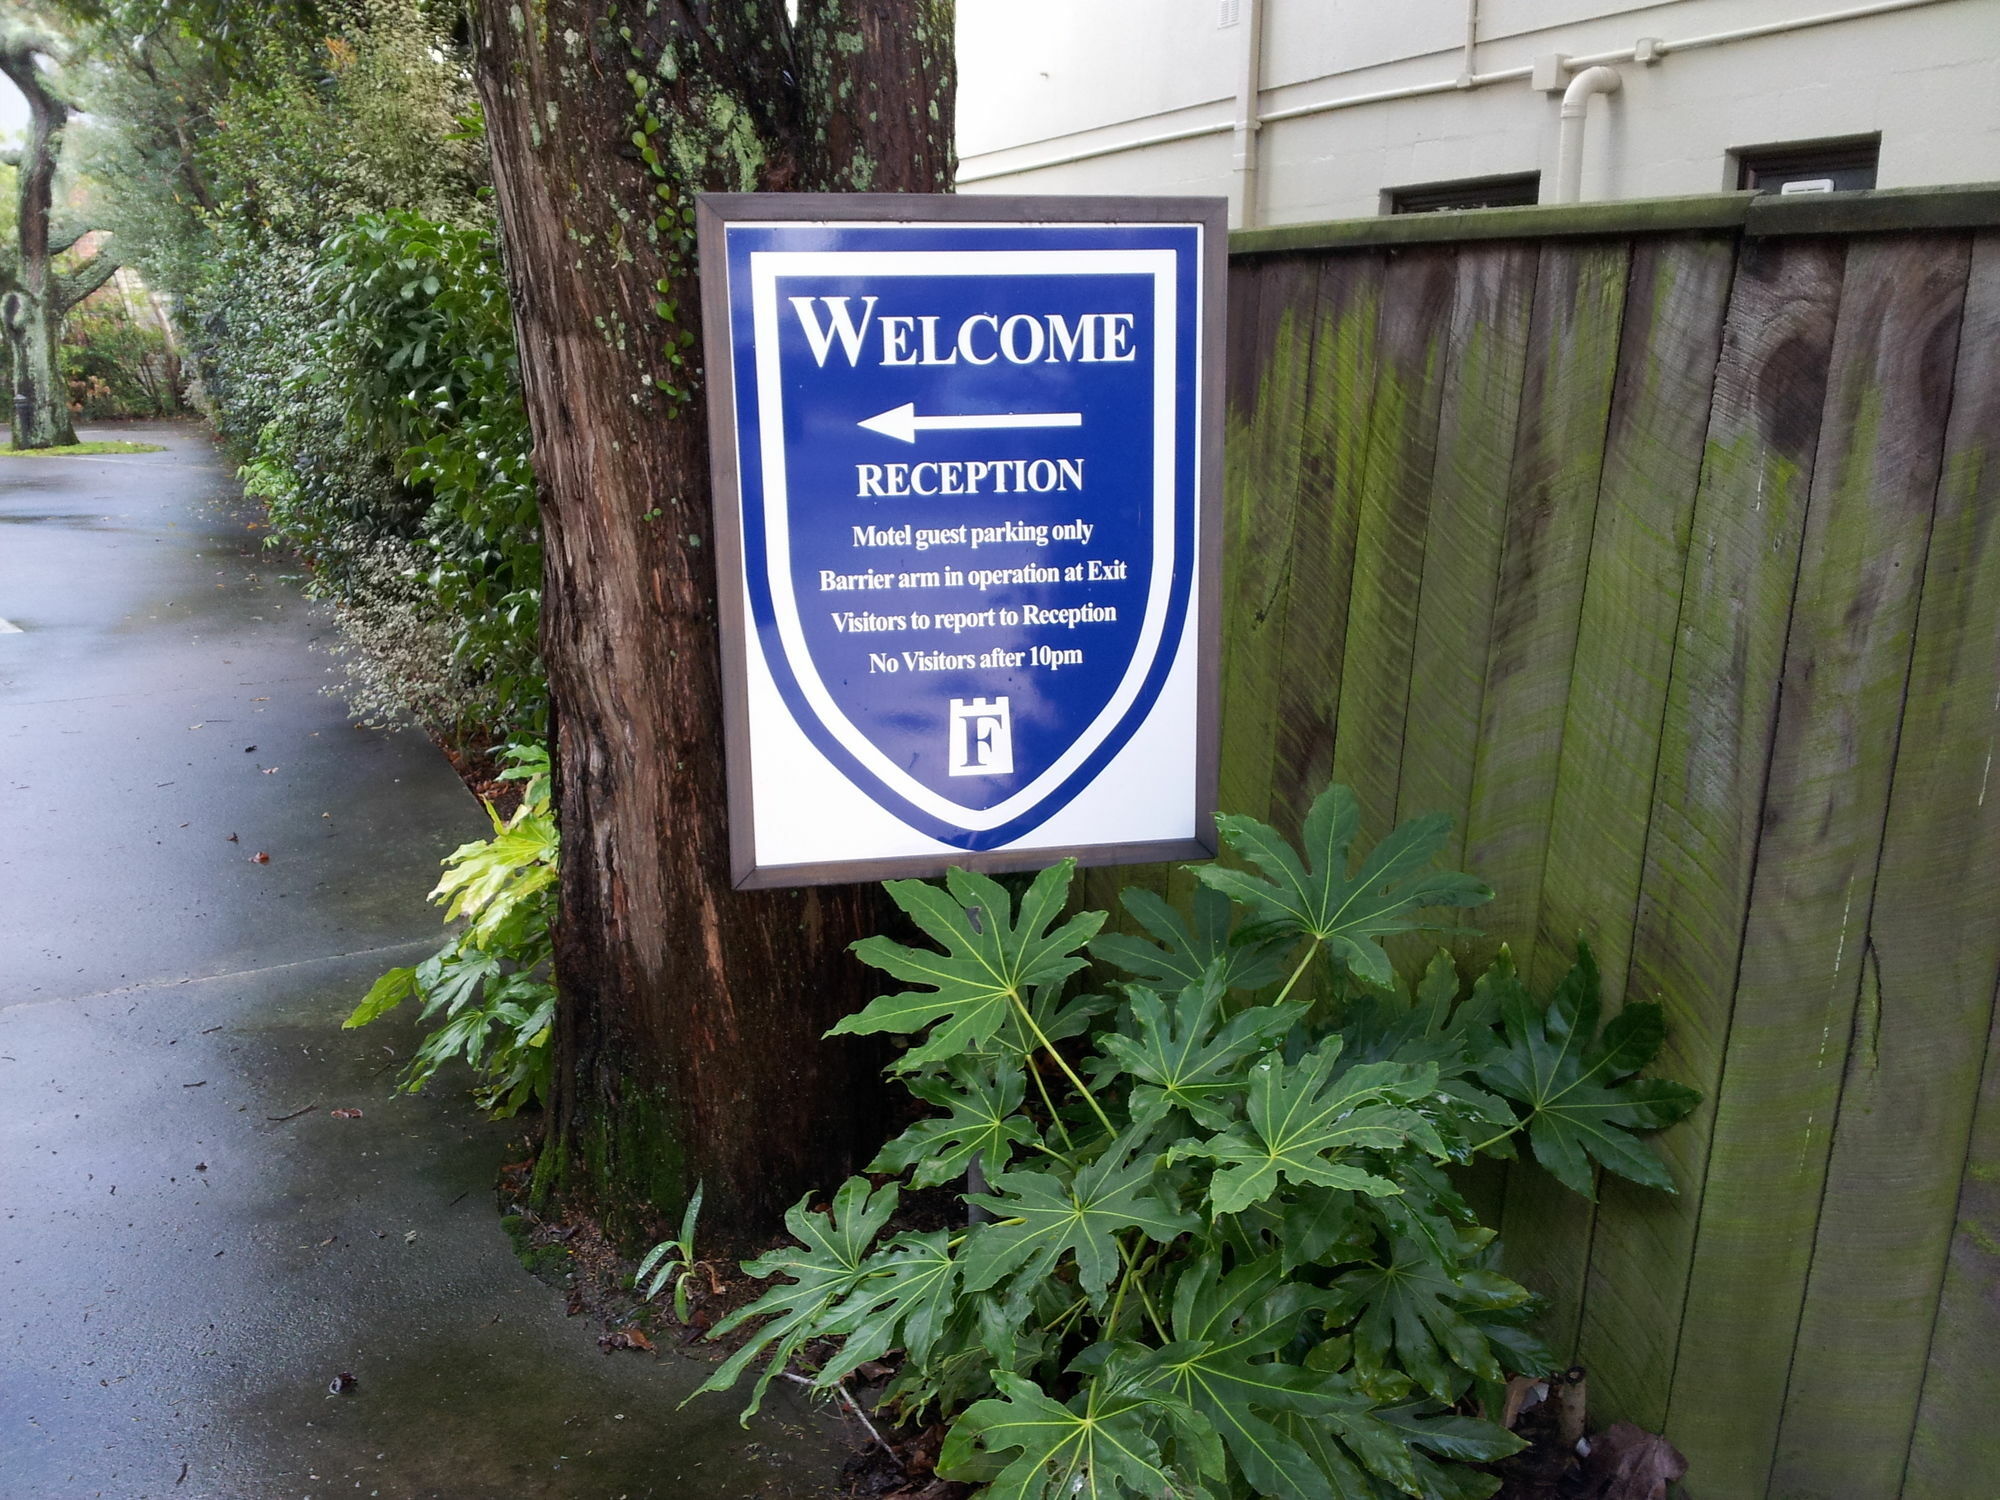 WELCOME
RECEPTION
Motel guest parking only
Barrier arm in operation at Exit
Visitors to report to Reception
No Visitors after 10pm
F